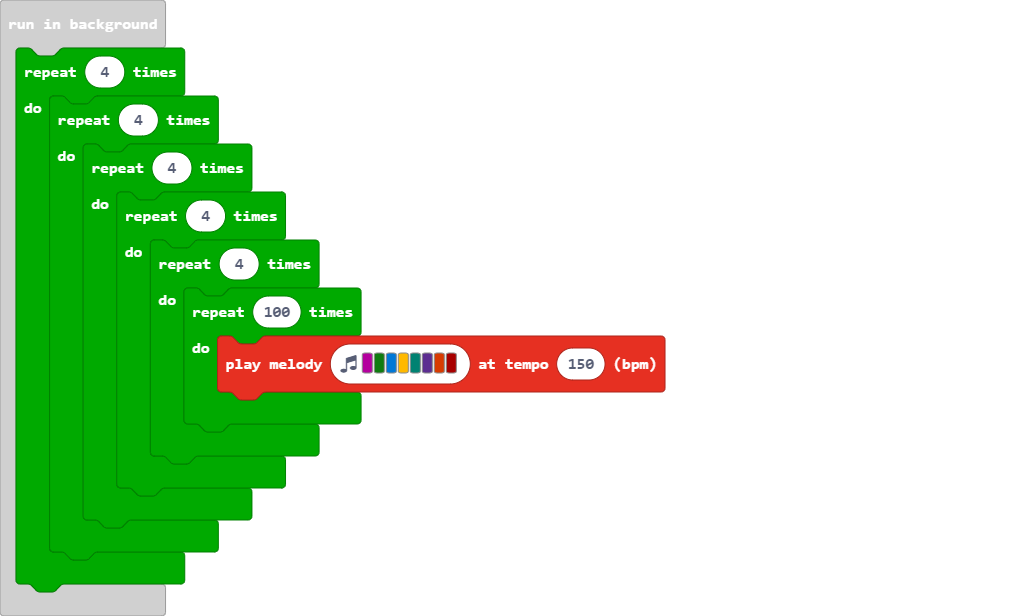 run in background
repeat 4 times
do
repeat 4 times
do
repeat 4 times
do
repeat 4 times
do
repeat 4 times
do
repeat 100 times
do
play melody at tempo 150 (bpm)